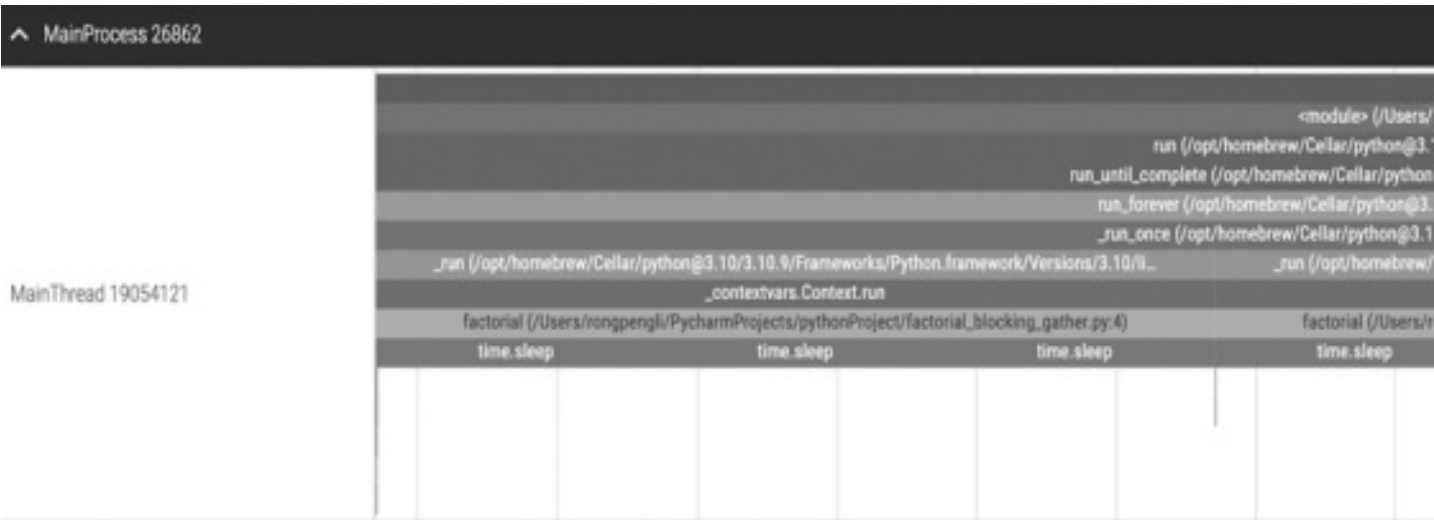 MainProcess 26862
<module> (/Users/
run (/opt/homebrew/Cellar/python@3.1
run_until_complete (/opt/homebrew/Cellar/python
run_forever (/opt/homebrew/Cellar/python@3.
_run_once (/opt/homebrew/Cellar/python@3.1
_run (/opt/homebrew/Cellar/python@3.10/3.10.9/Frameworks/Python.framework/Versions/3.10/li... _run (/opt/homebrew/
MainThread 19054121
_contextvars.Context.run
factorial (/Users/rongpengli/PycharmProjects/pythonProject/factorial_blocking_gather.py:4) factorial (/Users/r
time.sleep time.sleep time.sleep time.sleep